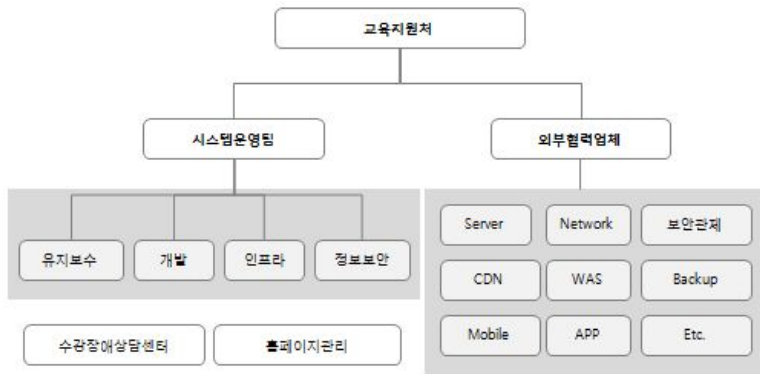 교육지원처
시스템운영팀
외부협력업체
유지보수
개발
인프라
정보보안
Server
Network
보안관제
CDN
WAS
Backup
Mobile
APP
Etc.
수강장애상담센터
홈페이지관리